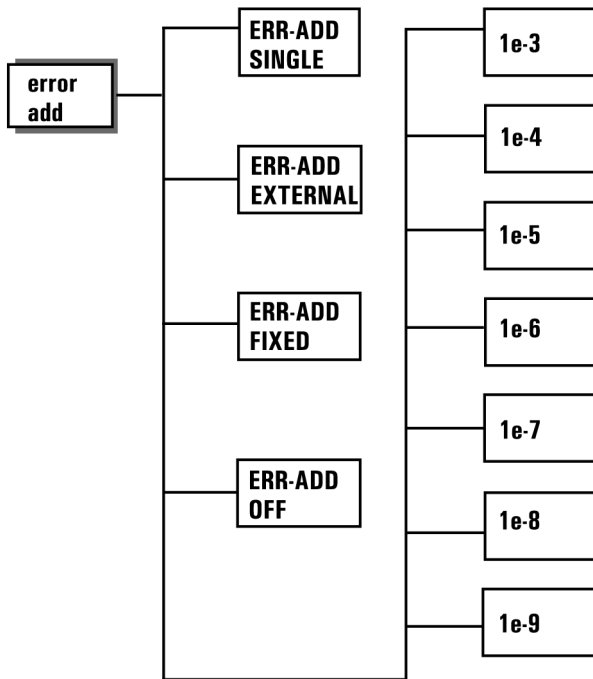 error
add
ERR-ADD
SINGLE
ERR-ADD
EXTERNAL
ERR-ADD
FIXED
ERR-ADD
OFF
1e-3
1e-4
1e-5
1e-6
1e-7
1e-8
1e-9